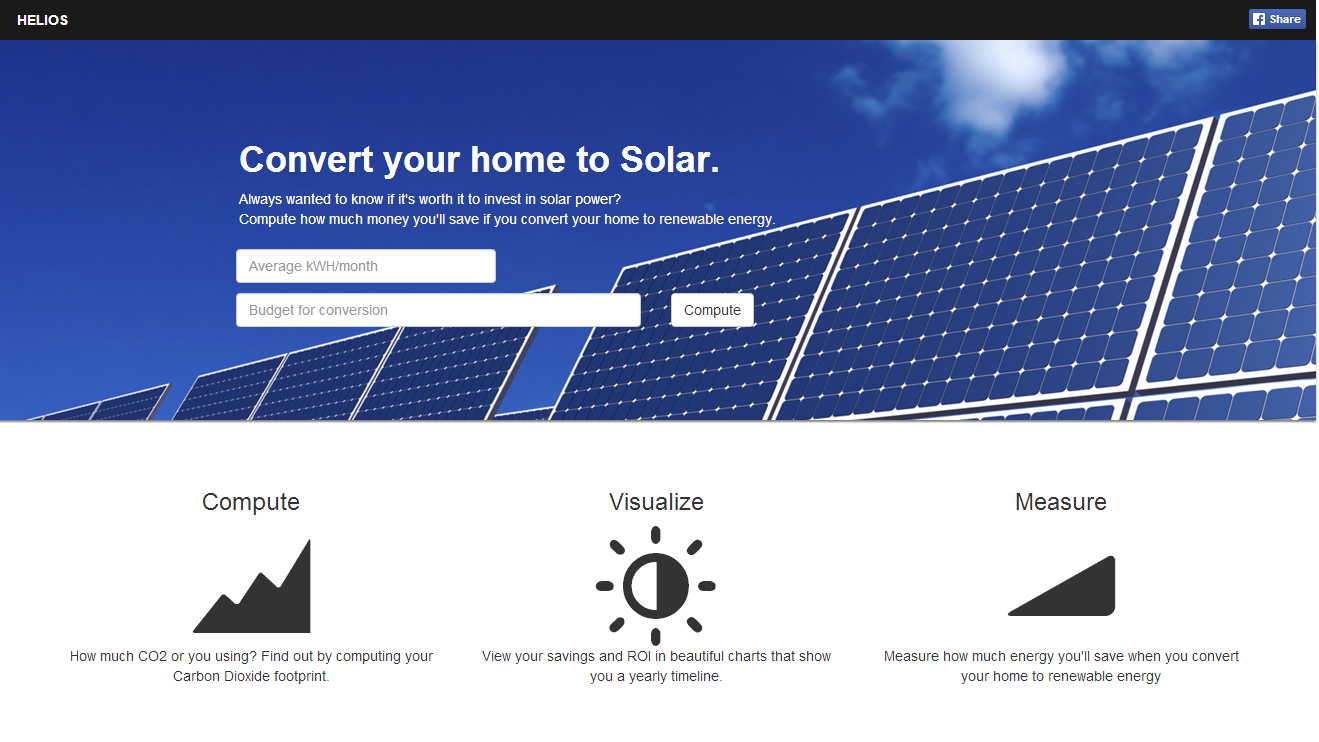 HELIOS
Share
Convert your home to Solar.
Always wanted to know if it's worth it to invest in solar power?
Compute how much money you'll save if you convert your home to renewable energy.
Average kWH/month
Budget for conversion
Compute
Compute
How much CO2 or you using? Find out by computing your
Carbon Dioxide footprint.
Visualize
View your savings and ROI in beautiful charts that show
you a yearly timeline.
Measure
Measure how much energy you'll save when you convert
your home to renewable energy